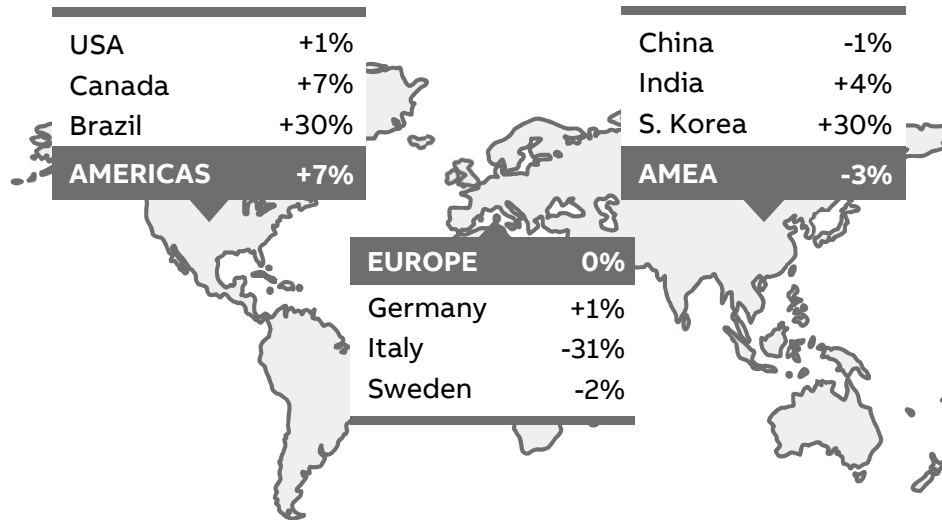 USA +1%
Canada +7%
Brazil +30%
AMERICAS +7%
China -1%
India +4%
S. Korea +30%
AMEA -3%
EUROPE 0%
Germany +1%
Italy -31%
Sweden -2%